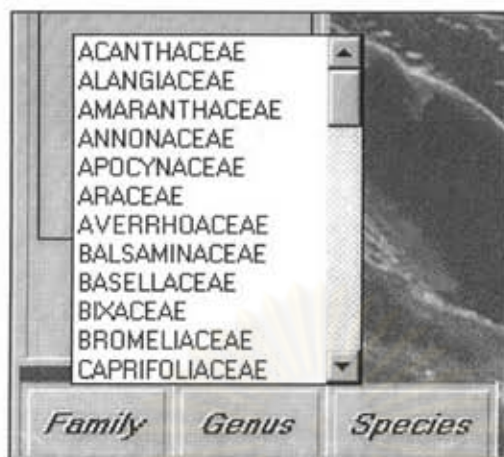 ACANTHACEAE
ALANGIACEAE
AMARANTHACEAE
ANNONACEAE
APOCYNACEAE
ARACEAE
AVERRHOACEAE
BALSAMINACEAE
BASELLACEAE
BIXACEAE
BROMELIACEAE
CAPRIFOLIACEAE
Family Genus Species